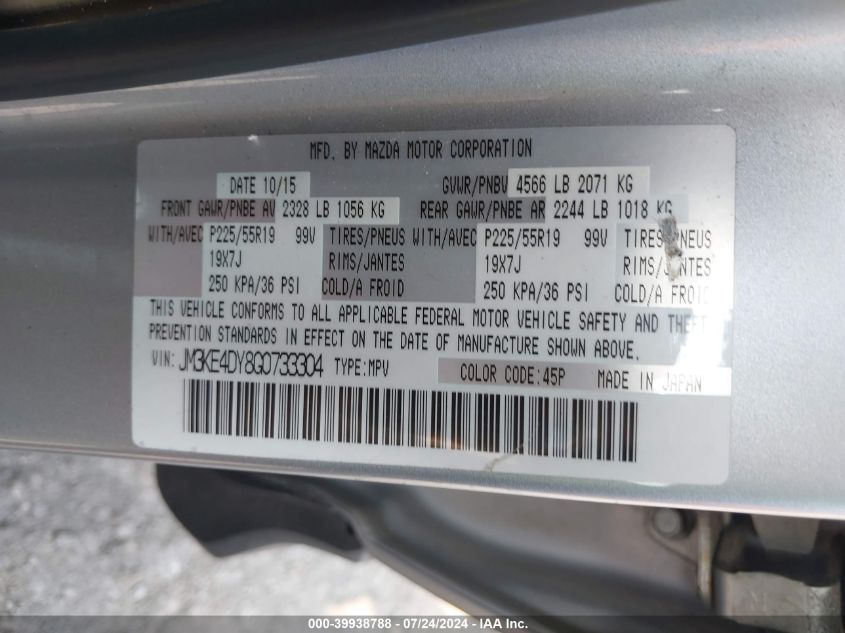 MFD. BY MAZDA MOTOR CORPORATION
DATE 10/15 GVWR/PNBV 4566 LB 2071 KG
FRONT GAWR/PNBE AV 2328 LB 1056 KG REAR GAWR/PNBE AR 2244 LB 1018 KG
WITH/AVEC P225/55R19 99V TIRES/PNEUS WITH/AVEC P225/55R19 99V TIRES/PNEUS
19X7J RIMS/JANTES 19X7J RIMS/JANTES
250 KPA/36 PSI COLD/A FROID 250 KPA/36 PSI COLD/A FROID
THIS VEHICLE CONFORMS TO ALL APPLICABLE FEDERAL MOTOR VEHICLE SAFETY AND THEFT
PREVENTION STANDARDS IN EFFECT ON THE DATE OF MANUFACTURE SHOWN ABOVE.
VIN: JM3KE4DY8G0733304 TYPE:MPV COLOR CODE:45P MADE IN JAPAN
000-39938788 - 07/24/2024 - IAAI.com